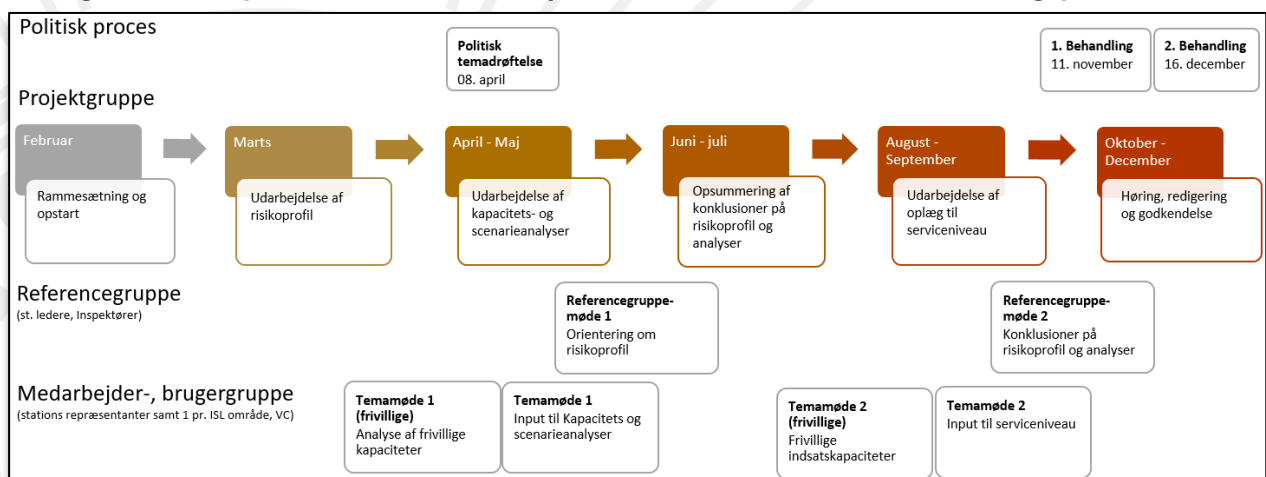 Politisk proces
Politisk
temadrøftelse
08. april
1. Behandling
11. november
2. Behandling
16. december
Projektgruppe
Februar
Rammesætning og
opstart
Marts
Udarbejdelse af
risikoprofil
April - Maj
Udarbejdelse af
kapacitets- og
scenarieanalyser
Juni - juli
Opsummering af
konklusioner på
risikoprofil og
analyser
August -
September
Udarbejdelse af
oplæg til
serviceniveau
Oktober -
December
Høring, redigering
og godkendelse
Referencegruppe
(st. ledere, Inspektører)
Referencegruppe-
møde 1
Orientering om
risikoprofil
Referencegruppe-
møde 2
Konklusioner på
risikoprofil og analyser
Medarbejder-, brugergruppe
(stations repræsentanter samt 1 pr. ISL område, VC)
Temamøde 1
(frivillige)
Analyse af frivillige
kapaciteter
Temamøde 1
Input til Kapacitets og
scenarieanalyser
Temamøde 2
(frivillige)
Frivillige
indsatskapaciteter
Temamøde 2
Input til serviceniveau